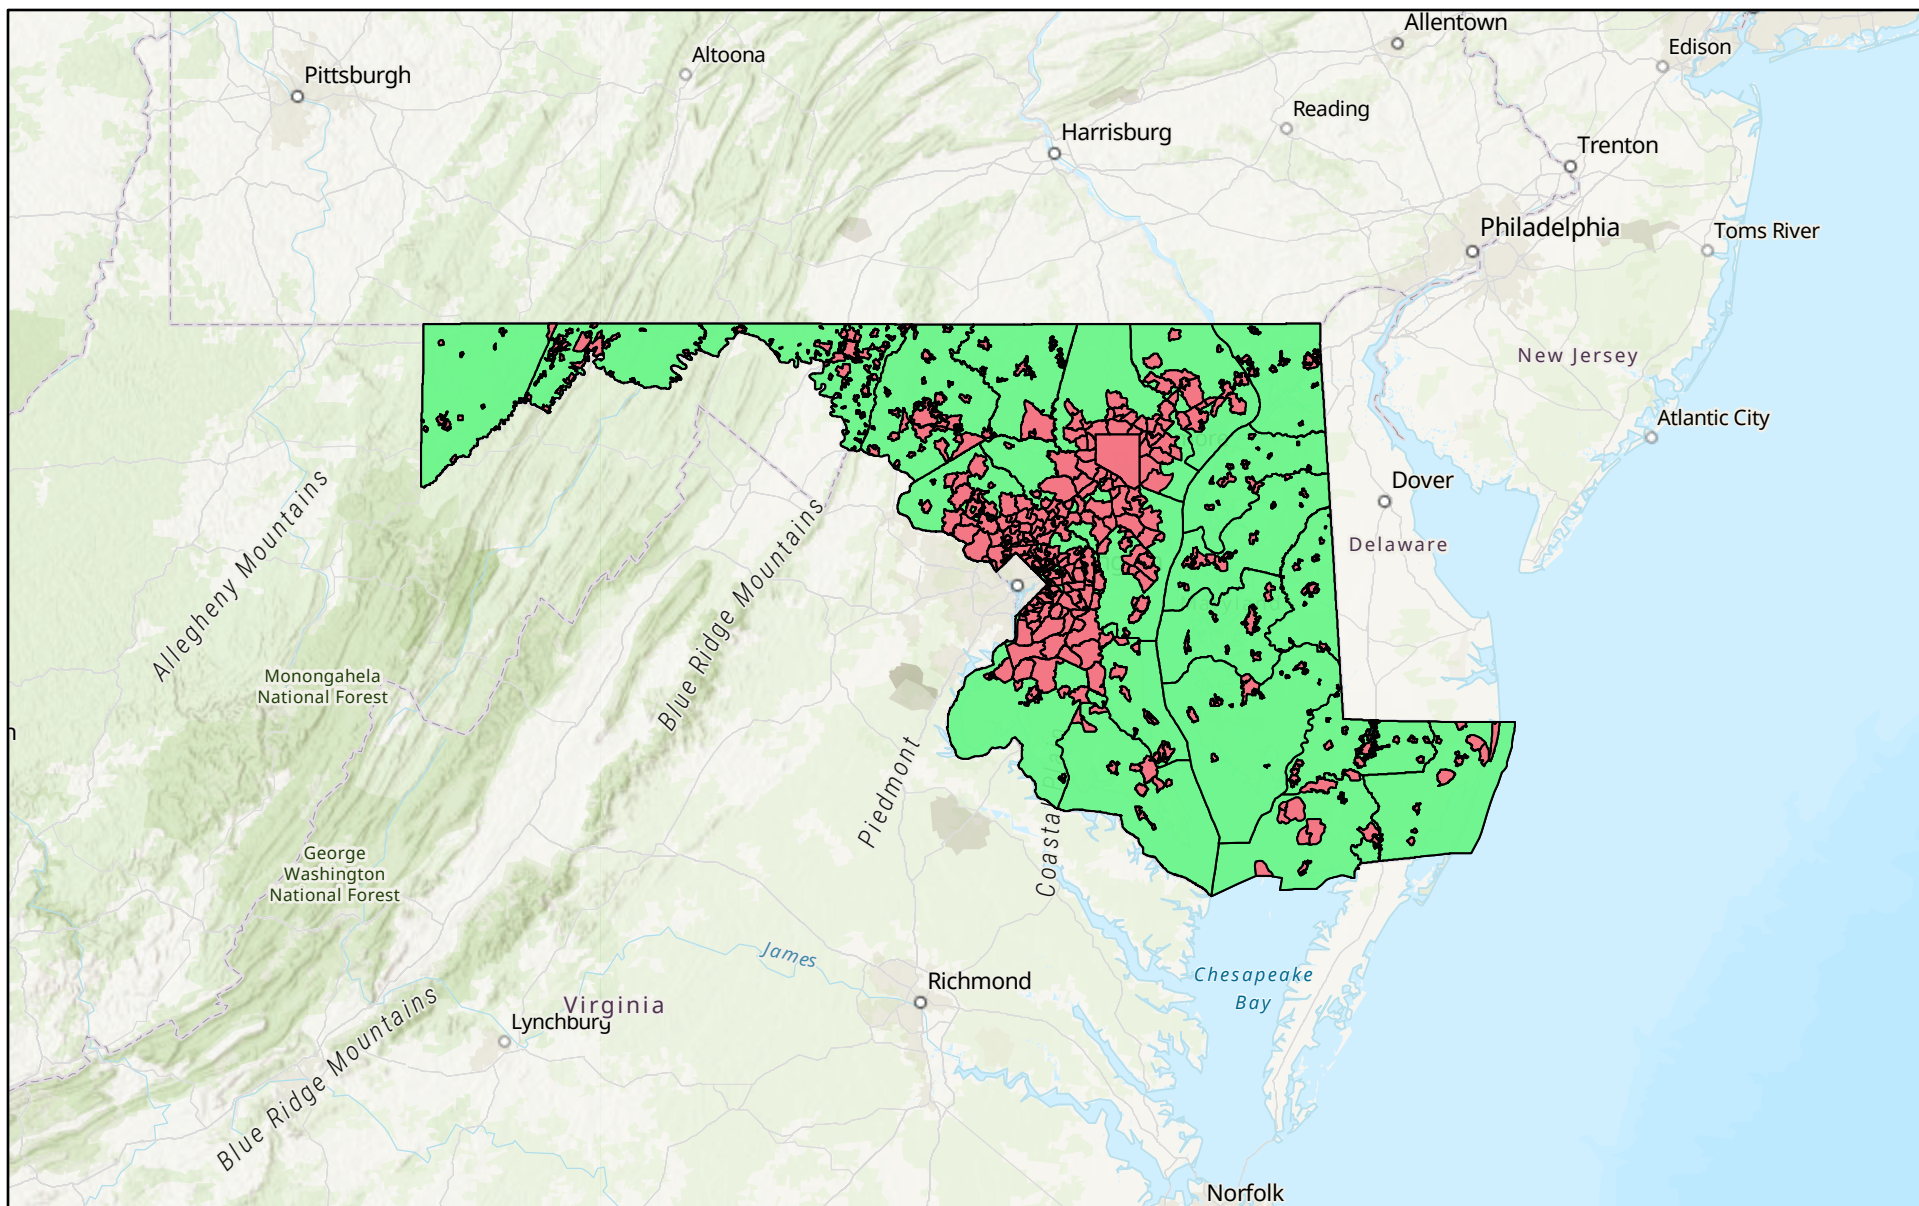 Allentown
Edison
Altoona
Pittsburgh
Reading
Harrisburg
Trenton
Philadelphia
Toms River
New Jersey
Atlantic City
Dover
Delaware
Allegheny Mountains
Blue Ridge Mountains
Monongahela
National Forest
Piedmont
Coastal
George
Washington
National Forest
James
Chesapeake
Bay
Richmond
Virginia
Lynchburg
Blue Ridge Mountains
Norfolk